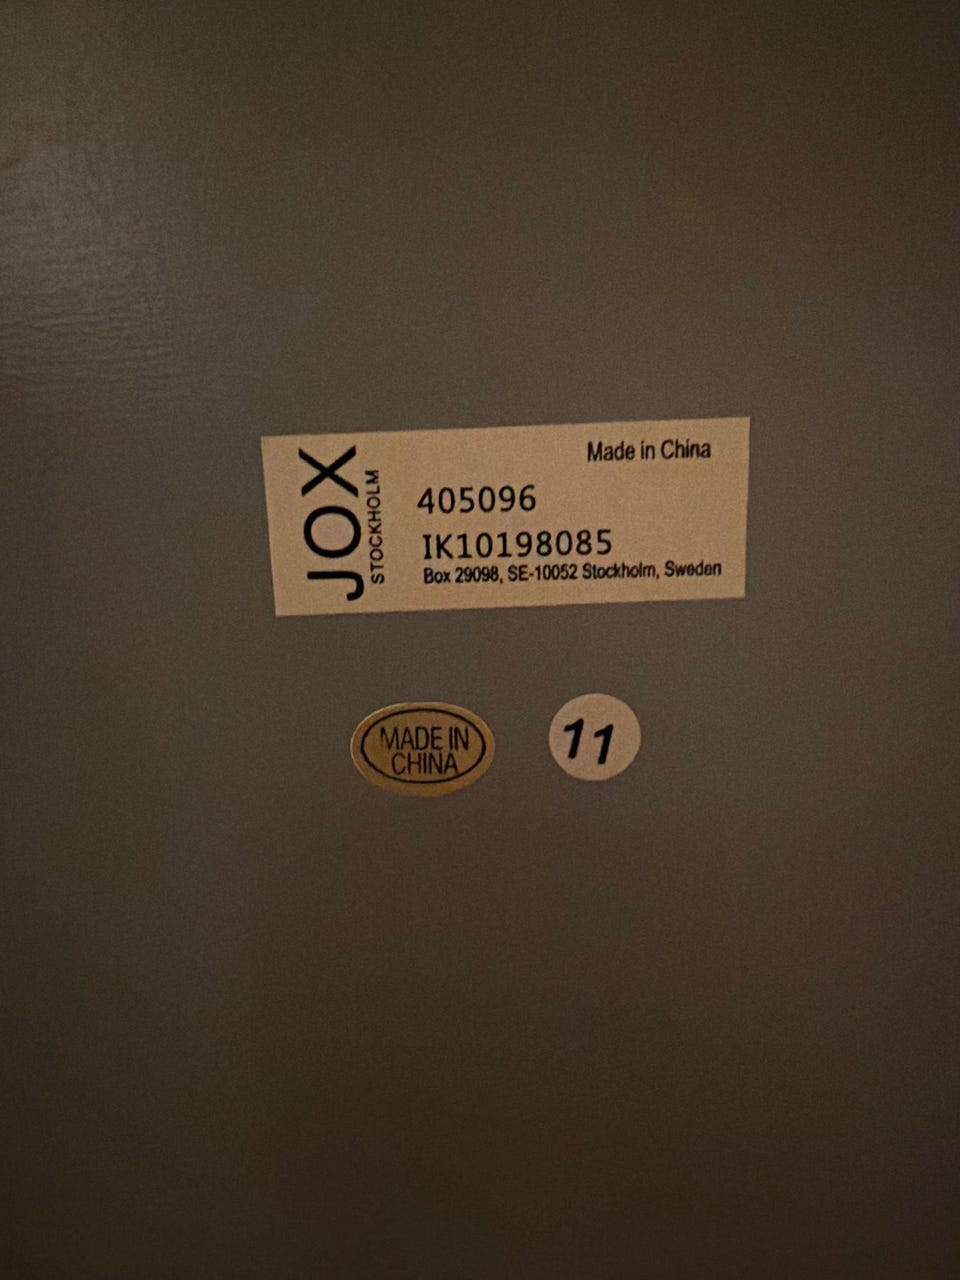 JOX
STOCKHOLM
Made in China
405096
IK10198085
Box 29098, SE-10052 Stockholm, Sweden
MADE IN
CHINA
11